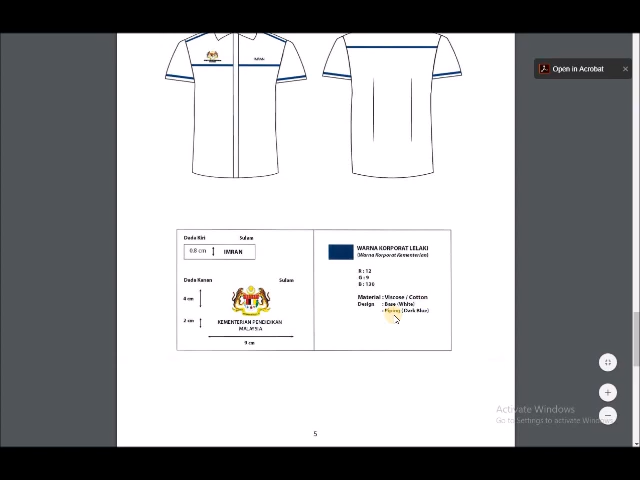 Open in Acrobat
Dada Kiri Sulam
0.8 cm IMRAN
Dada Kanan Sulam
4 cm
2 cm
KEMENTERIAN PENDIDIKAN
MALAYSIA
9 cm
WARNA KORPORAT LELAKI
(Warna Korporat Kementerian)
R : 12
G : 9
B : 130
Material : Viscose / Cotton
Design : Base (White)
: Piping (Dark Blue)
Activate Windows
Go to Settings to activate Windows.
5